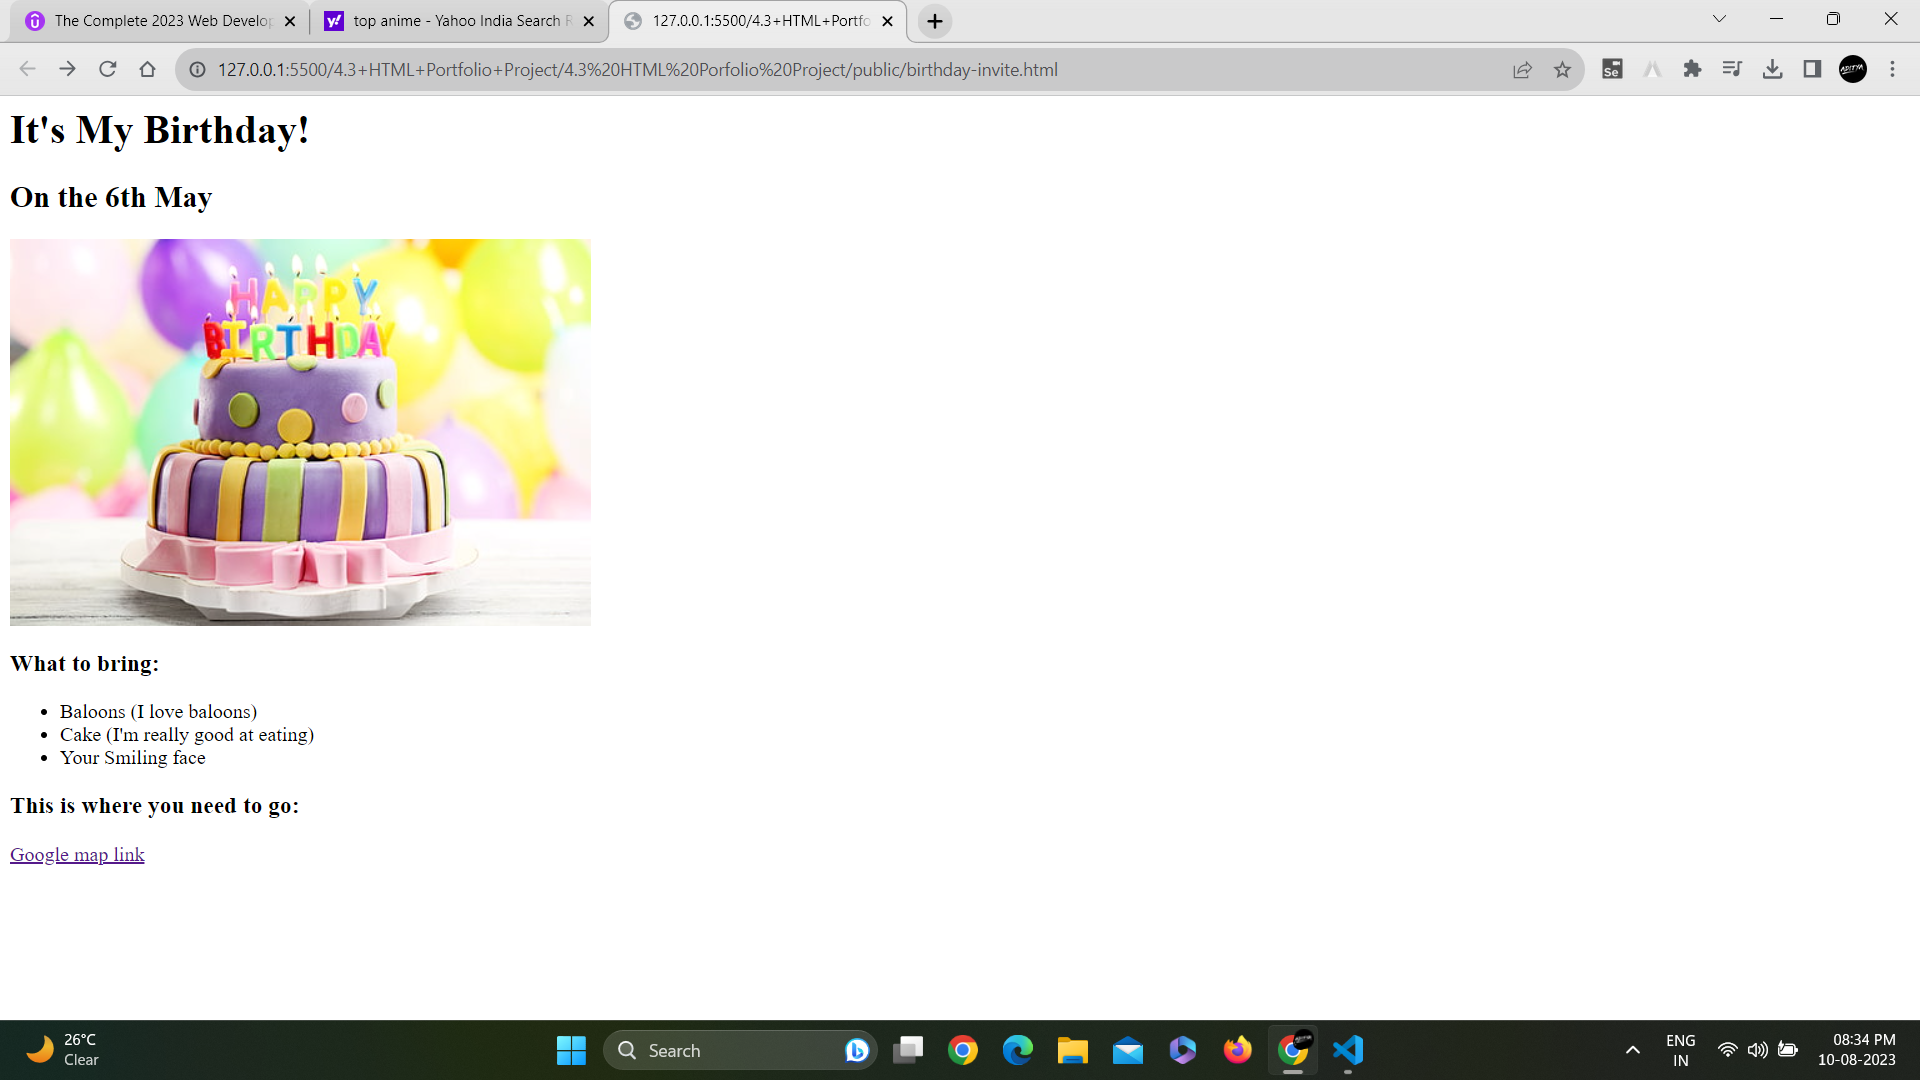 The Complete 2023 Web Develop
top anime - Yahoo India Search R
127.0.0.1:5500/4.3+HTML+Portfo
127.0.0.1:5500/4.3+HTML+Portfolio+Project/4.3%20HTML%20Porfolio%20Project/public/birthday-invite.html
Se
ADITYA
It's My Birthday!
On the 6th May
HAPPY
BIRTHDAY
What to bring:
Baloons (I love baloons)
Cake (I'm really good at eating)
Your Smiling face
This is where you need to go:
Google map link
26°C
Clear
Search
ENG
IN
08:34 PM
10-08-2023